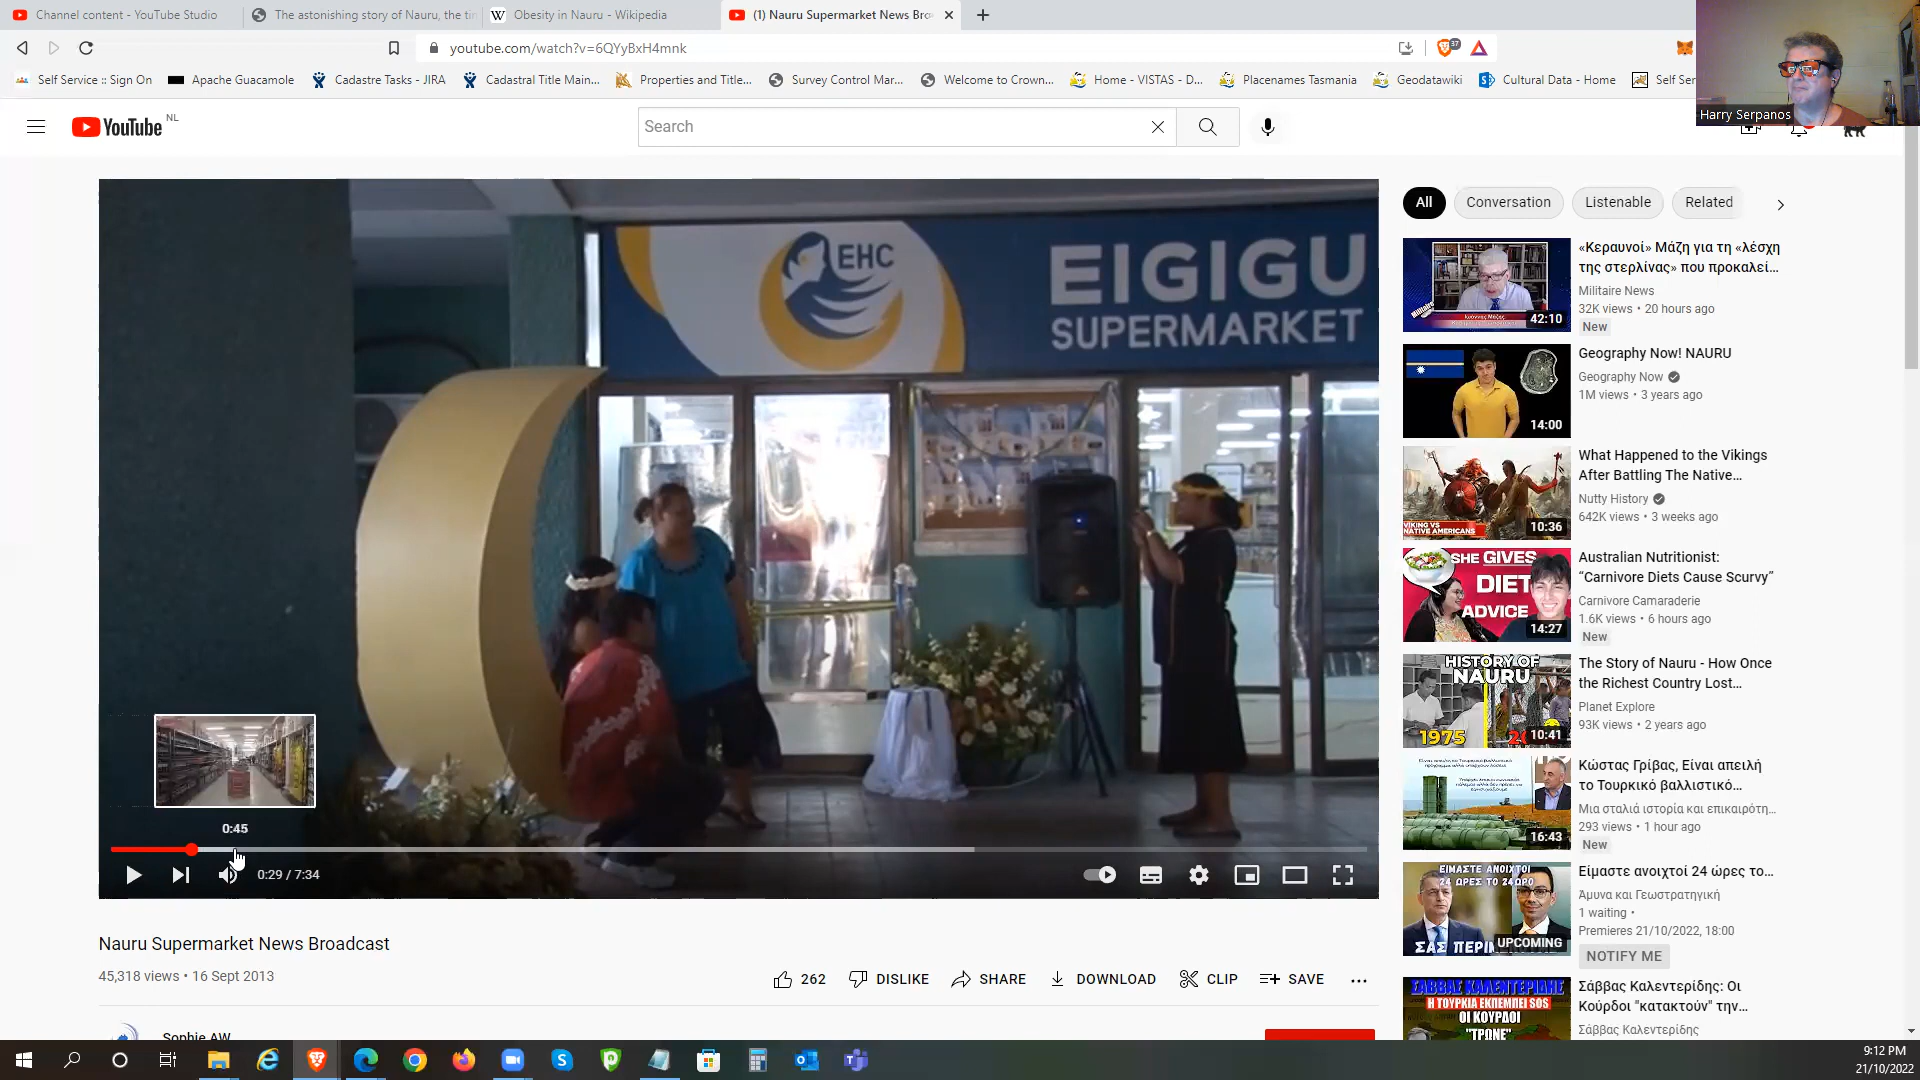 Channel content - YouTube Studio
The astonishing story of Nauru, the tin
Obesity in Nauru - Wikipedia
(1) Nauru Supermarket News Bro
youtube.com/watch?v=6QYyBxH4mnk
37
Self Service :: Sign On
Apache Guacamole
Cadastre Tasks - JIRA
Cadastral Title Main...
Properties and Title...
Survey Control Mar...
Welcome to Crown...
Home - VISTAS - D...
Placenames Tasmania
Geodatawiki
Cultural Data - Home
Self Ser
Harry Serpanos
YouTube NL
Search
EHC
EIGIGU
SUPERMARKET
0:45
0:29 / 7:34
Nauru Supermarket News Broadcast
45,318 views • 16 Sept 2013
262
DISLIKE
SHARE
DOWNLOAD
CLIP
SAVE
Sophie AW
All
Conversation
Listenable
Related
42:10
«Κεραυνοί» Μάζη για τη «λέσχη
της στερλίνας» που προκαλεί...
Militaire News
32K views • 20 hours ago
New
14:00
Geography Now! NAURU
Geography Now
1M views • 3 years ago
VIKING VS
NATIVE AMERICANS
10:36
What Happened to the Vikings
After Battling The Native...
Nutty History
642K views • 3 weeks ago
SHE GIVES
DIET
ADVICE
14:27
Australian Nutritionist:
“Carnivore Diets Cause Scurvy”
Carnivore Camaraderie
1.6K views • 6 hours ago
New
HISTORY OF
NAURU
1975
10:41
The Story of Nauru - How Once
the Richest Country Lost...
Planet Explore
93K views • 2 years ago
16:43
Κώστας Γρίβας, Είναι απειλή
το Τουρκικό βαλλιστικό...
Μια σταλιά ιστορία και επικαιρότη...
293 views • 1 hour ago
New
ΕΙΜΑΣΤΕ ΑΝΟΙΧΤΟΙ
24 ΩΡΕΣ ΤΟ 24ΩΡΟ
ΣΑΣ ΠΕΡΙΜ
UPCOMING
Είμαστε ανοιχτοί 24 ώρες το...
Άμυνα και Γεωστρατηγική
1 waiting •
Premieres 21/10/2022, 18:00
NOTIFY ME
ΣΑΒΒΑΣ ΚΑΛΕΝΤΕΡΙΔΗΣ
Η ΤΟΥΡΚΙΑ ΕΚΠΕΜΠΕΙ SOS
ΟΙ ΚΟΥΡΔΟΙ
"ΤΡΩΝΕ"
Σάββας Καλεντερίδης: Οι
Κούρδοι "κατακτούν" την...
Σάββας Καλεντερίδης
9:12 PM
21/10/2022